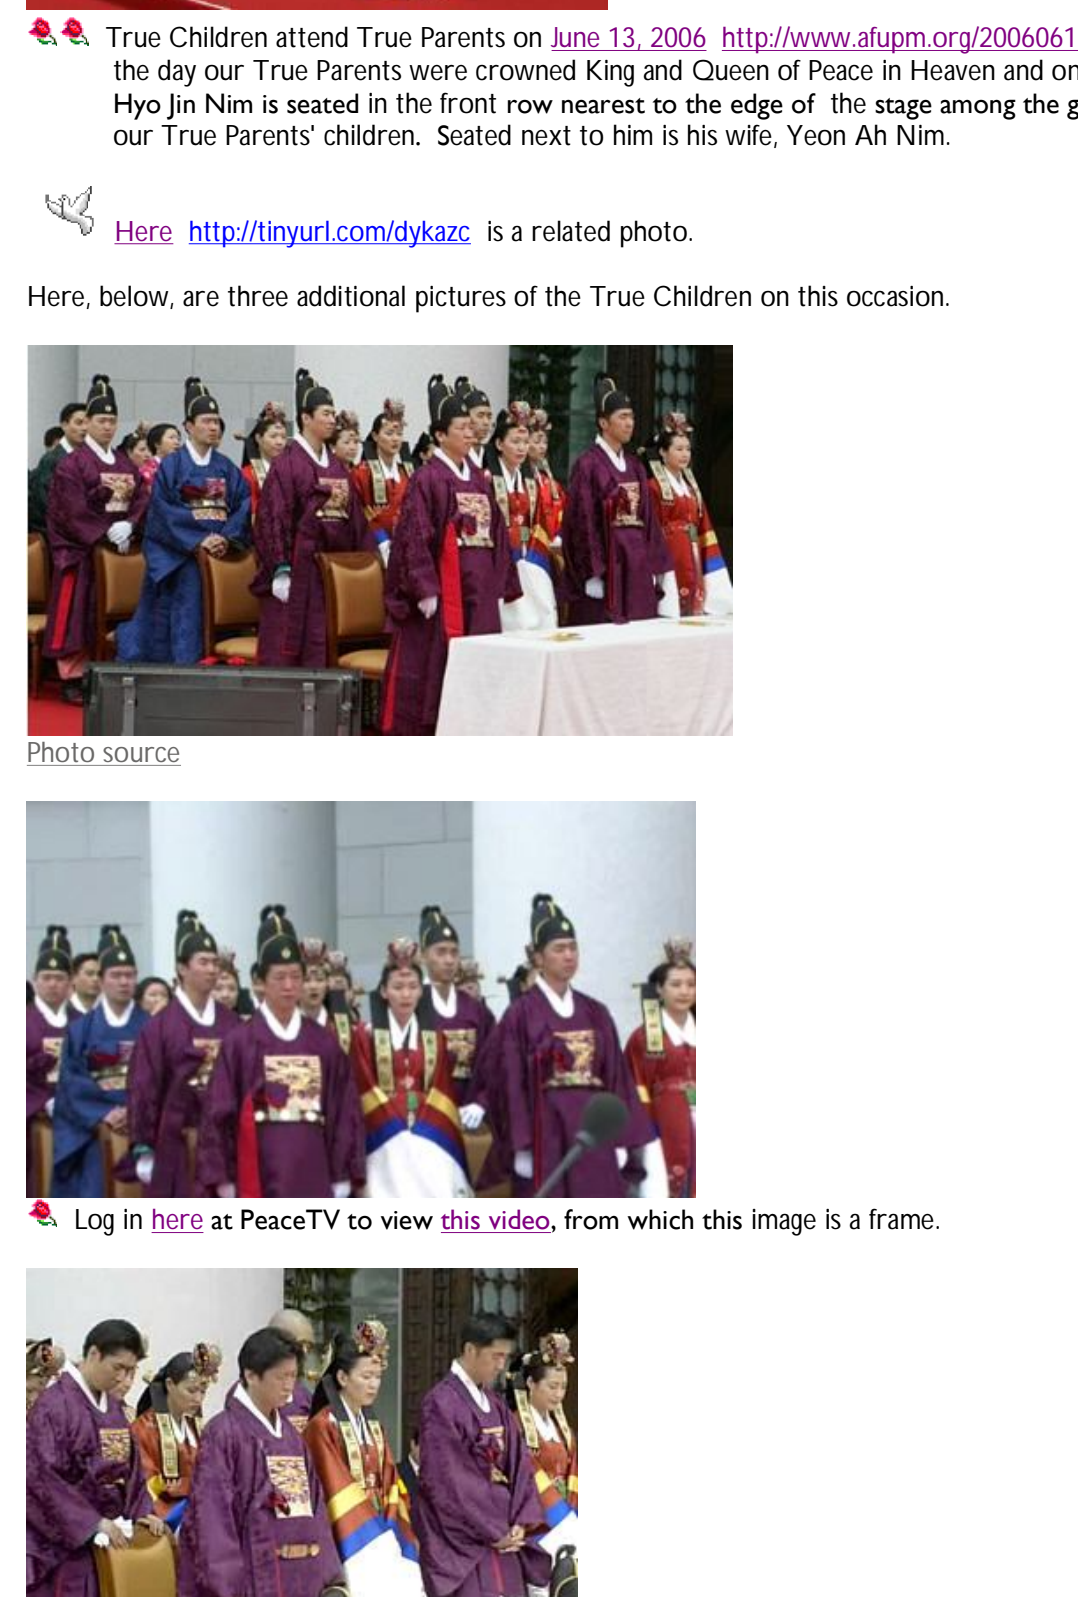 True Children attend True Parents on June 13, 2006 http://www.afupm.org/2006061
the day our True Parents were crowned King and Queen of Peace in Heaven and on
Hyo Jin Nim is seated in the front row nearest to the edge of the stage among the g
our True Parents' children. Seated next to him is his wife, Yeon Ah Nim.
Here http://tinyurl.com/dykazc is a related photo.
Here, below, are three additional pictures of the True Children on this occasion.
Photo source
Log in here at PeaceTV to view this video, from which this image is a frame.